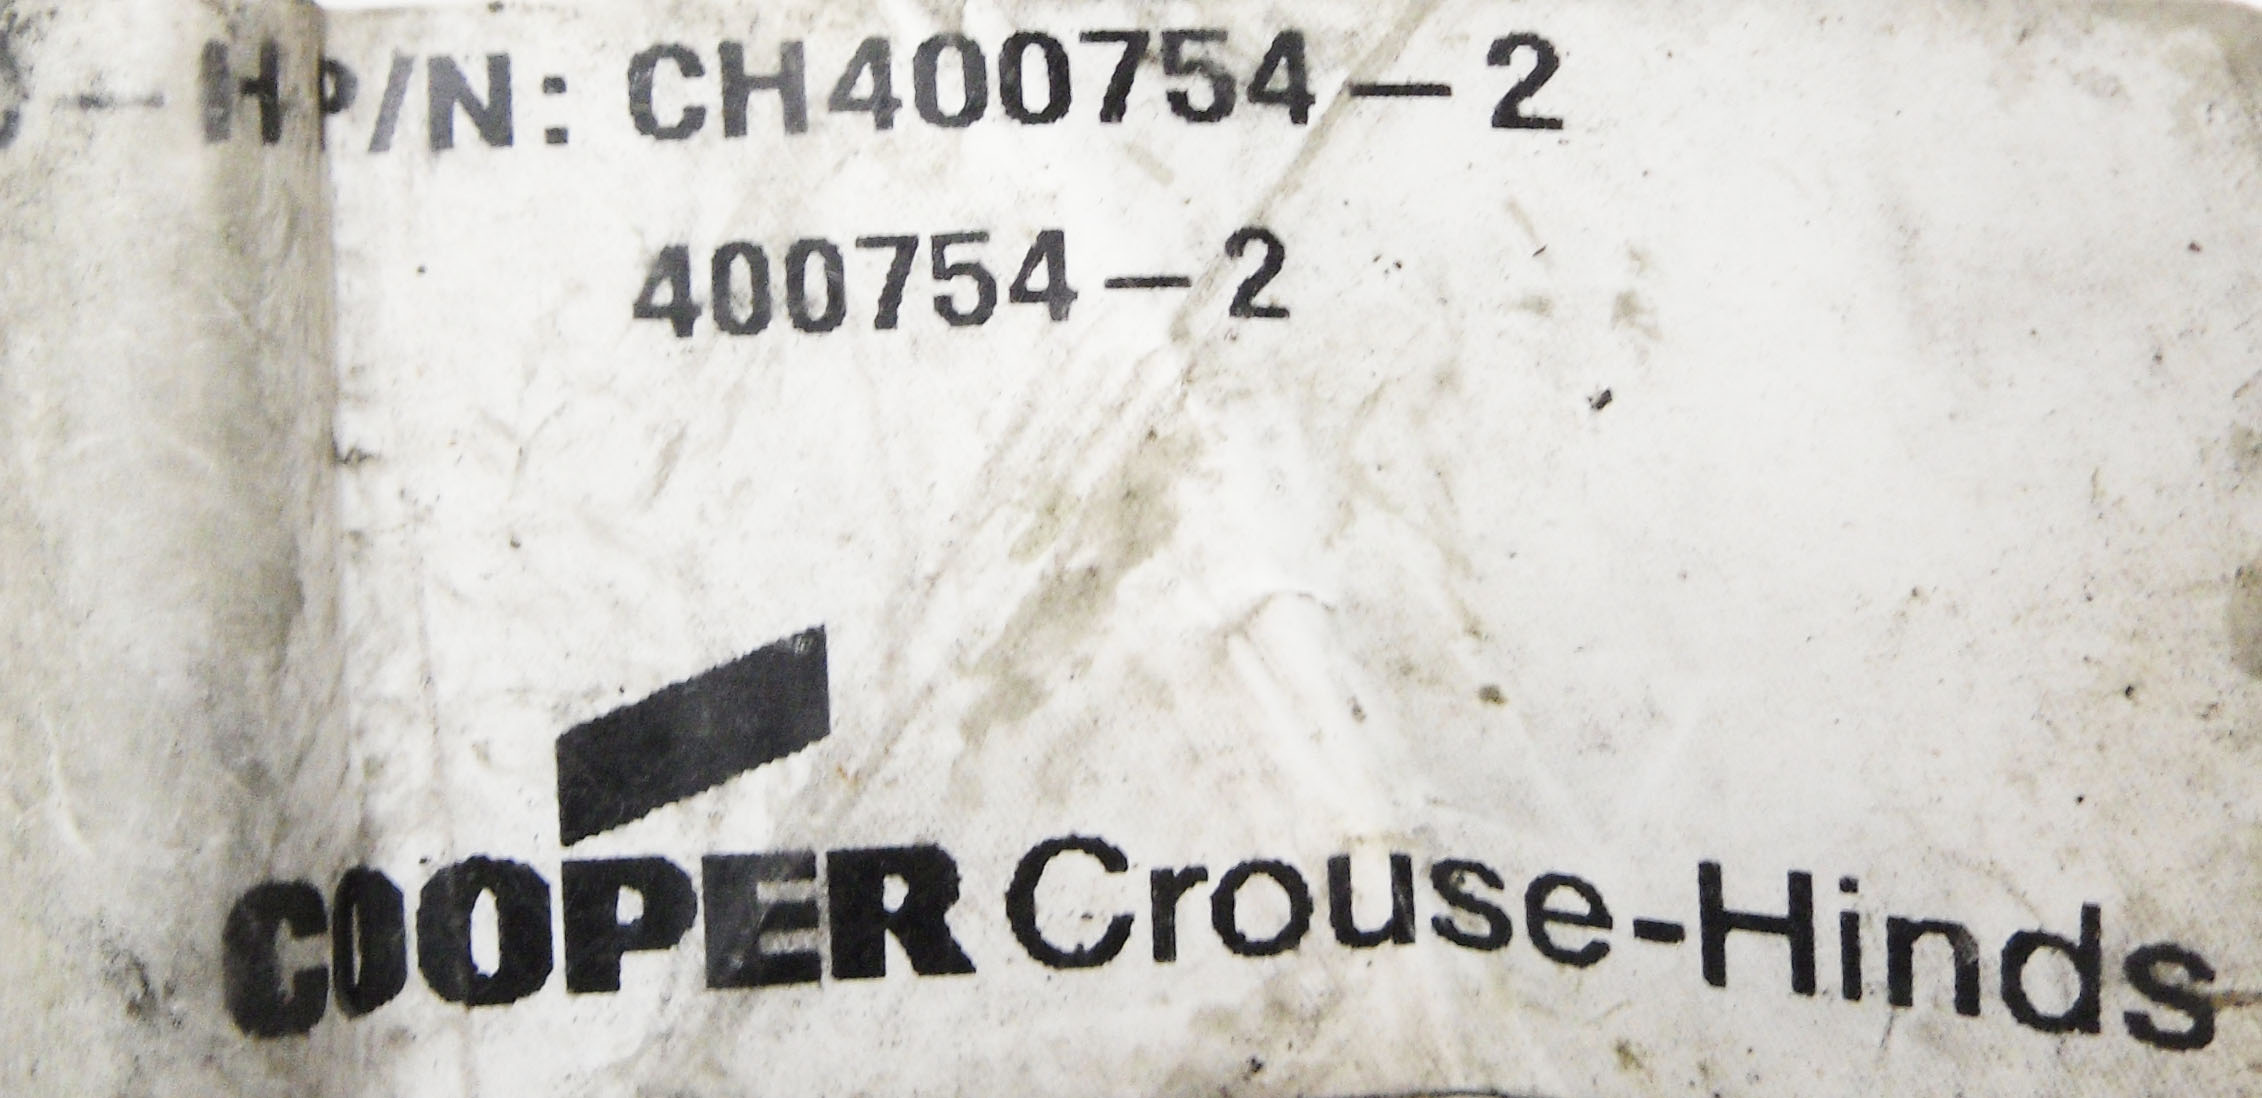 C-H P/N: CH400754-2
400754-2
COOPER Crouse-Hinds